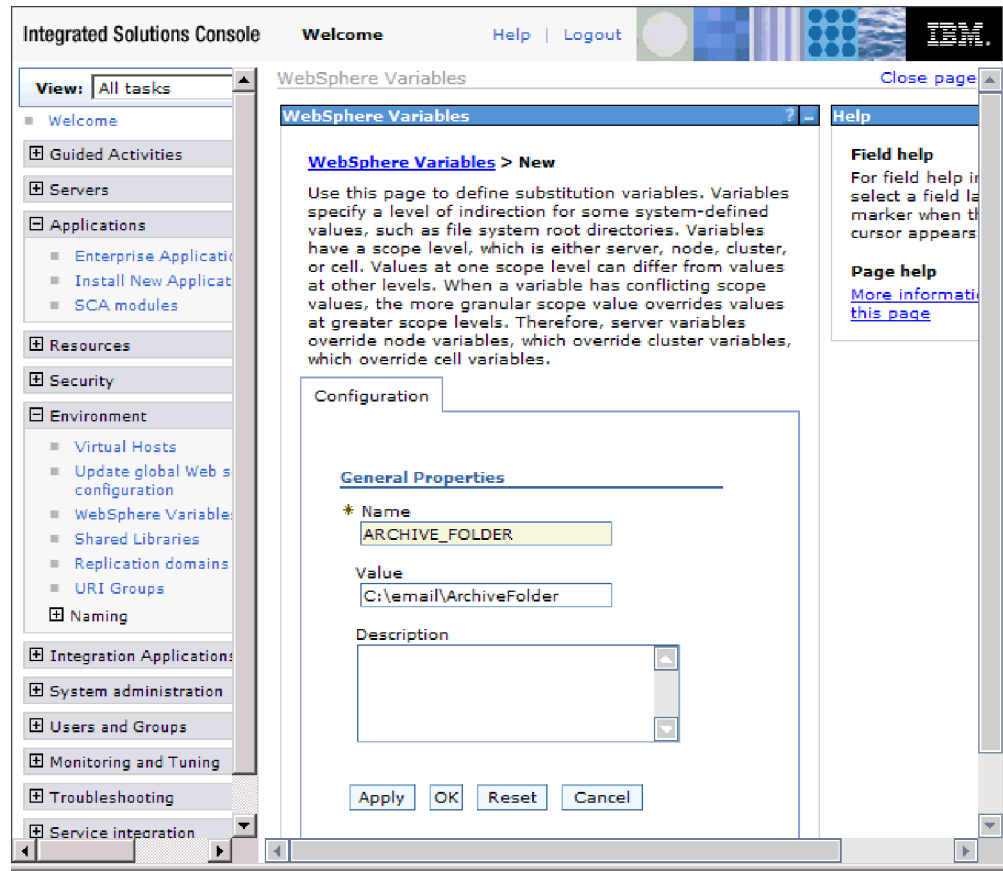 Integrated Solutions Console Welcome Help | Logout IBM.
View: All tasks
Welcome
Guided Activities
Servers
Applications
Enterprise Applicatio
Install New Applicat
SCA modules
Resources
Security
Environment
Virtual Hosts
Update global Web s
configuration
WebSphere Variable
Shared Libraries
Replication domains
URI Groups
Naming
Integration Applications
System administration
Users and Groups
Monitoring and Tuning
Troubleshooting
Service integration
WebSphere Variables Close page
WebSphere Variables ? -
WebSphere Variables > New
Use this page to define substitution variables. Variables
specify a level of indirection for some system-defined
values, such as file system root directories. Variables
have a scope level, which is either server, node, cluster,
or cell. Values at one scope level can differ from values
at other levels. When a variable has conflicting scope
values, the more granular scope value overrides values
at greater scope levels. Therefore, server variables
override node variables, which override cluster variables,
which override cell variables.
Configuration
General Properties
* Name
ARCHIVE_FOLDER
Value
C:\email\ArchiveFolder
Description
Apply OK Reset Cancel
Help
Field help
For field help in
select a field la
marker when th
cursor appears
Page help
More informatio
this page